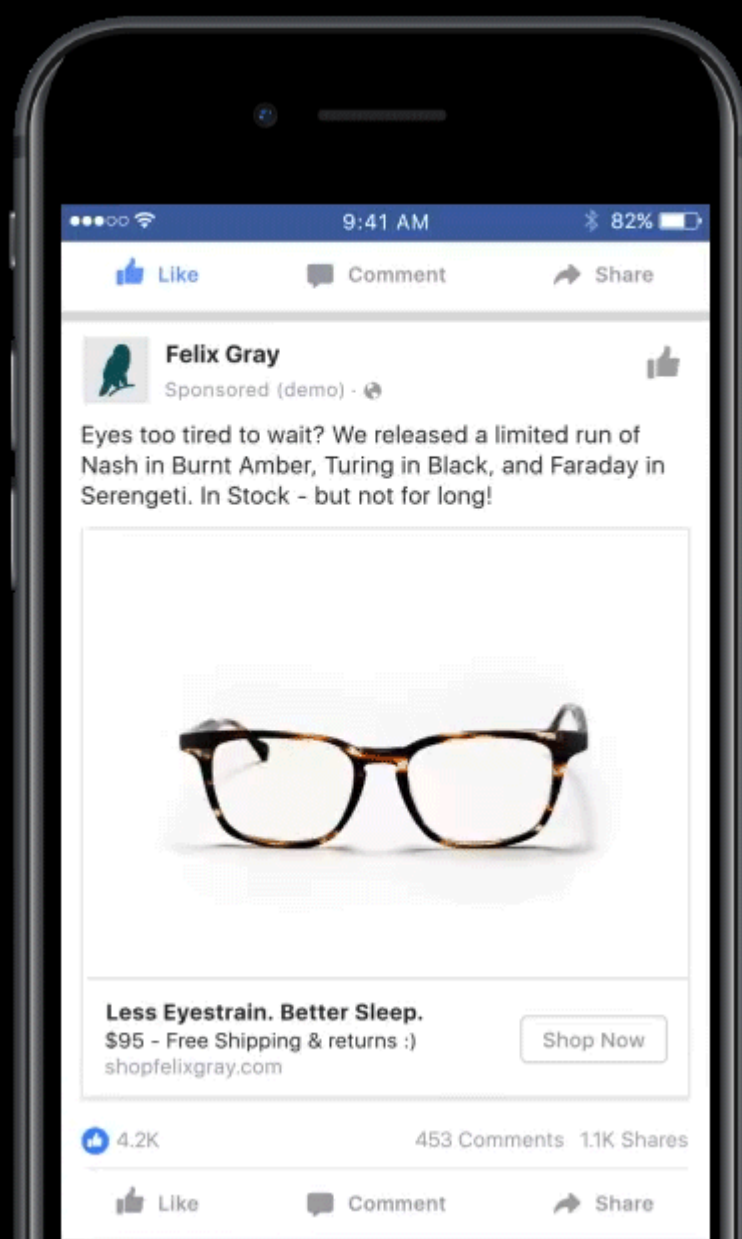 9:41 AM 82%
Like Comment Share
Felix Gray
Sponsored (demo) ·
Eyes too tired to wait? We released a limited run of
Nash in Burnt Amber, Turing in Black, and Faraday in
Serengeti. In Stock - but not for long!
Less Eyestrain. Better Sleep.
$95 - Free Shipping & returns :)
shopfelixgray.com
Shop Now
4.2K 453 Comments 1.1K Shares
Like Comment Share